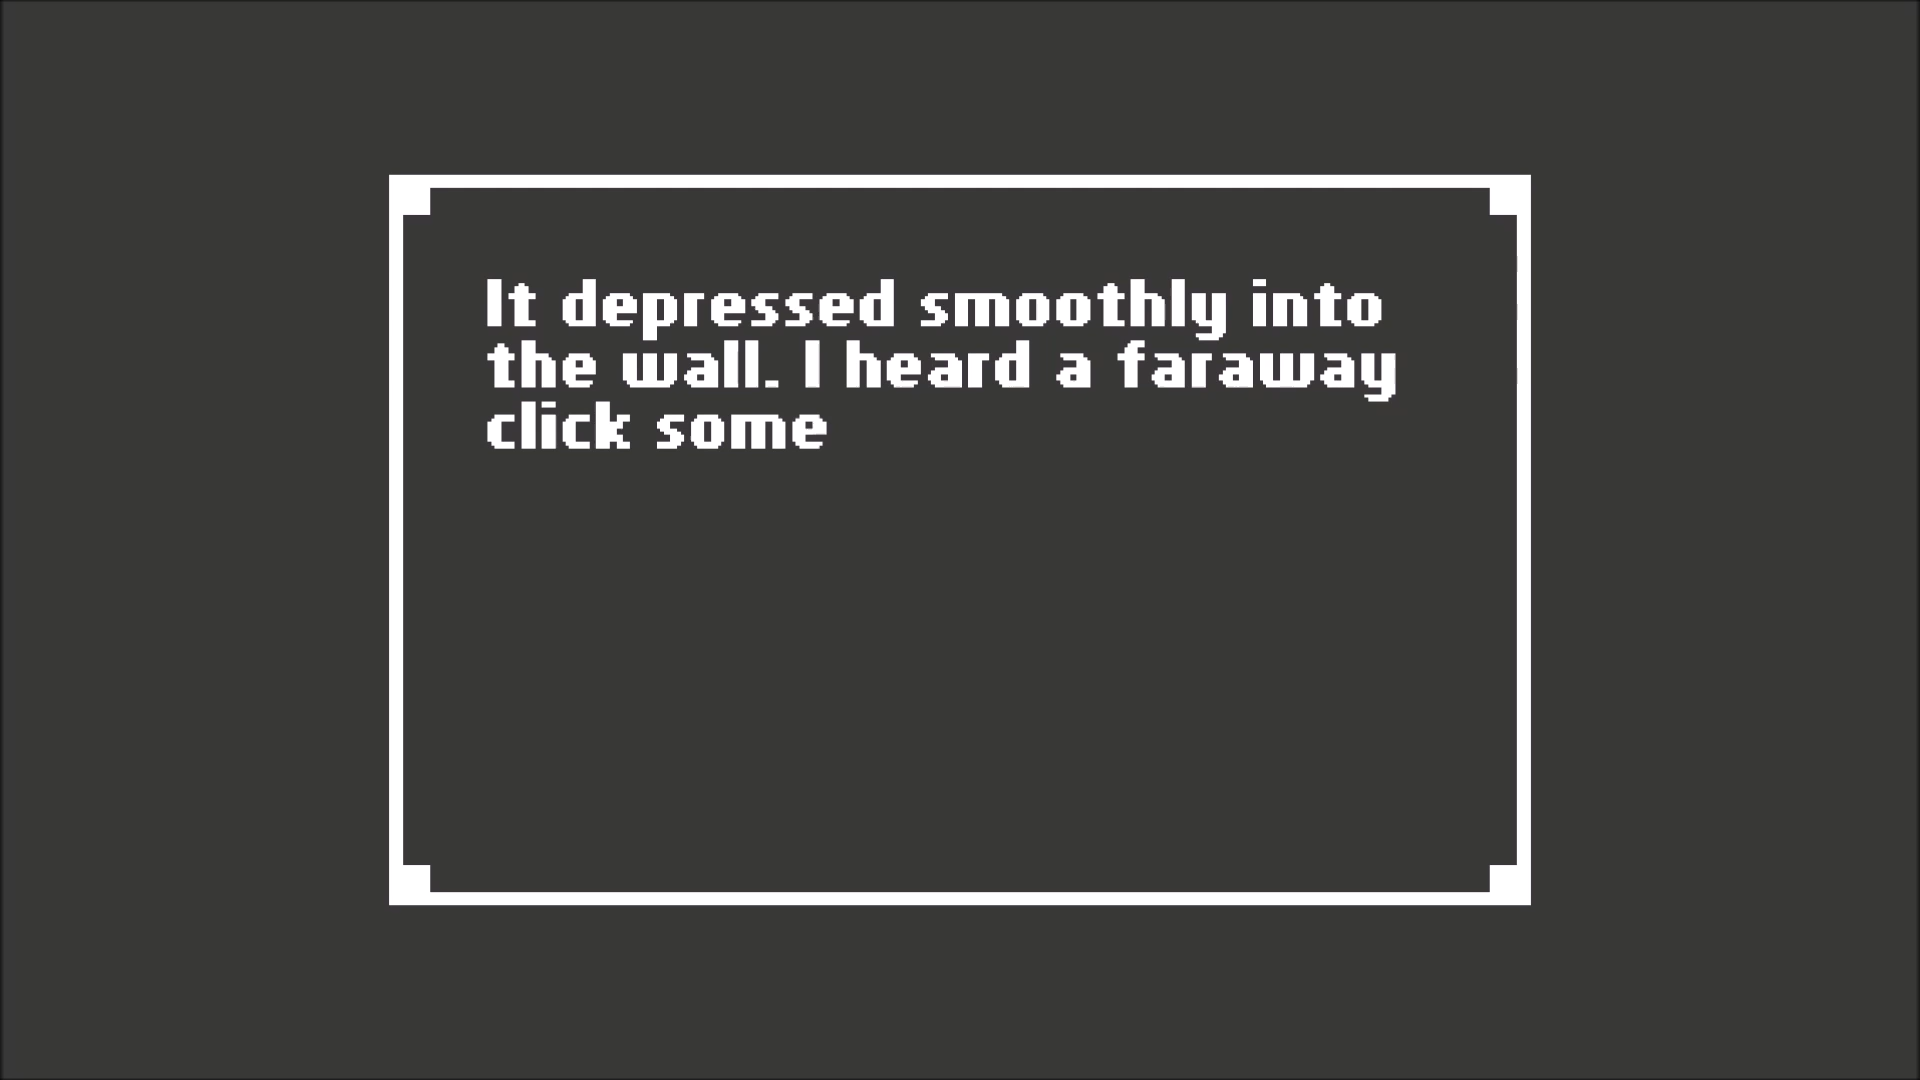 It depressed smoothly into
the wall. I heard a faraway
click some